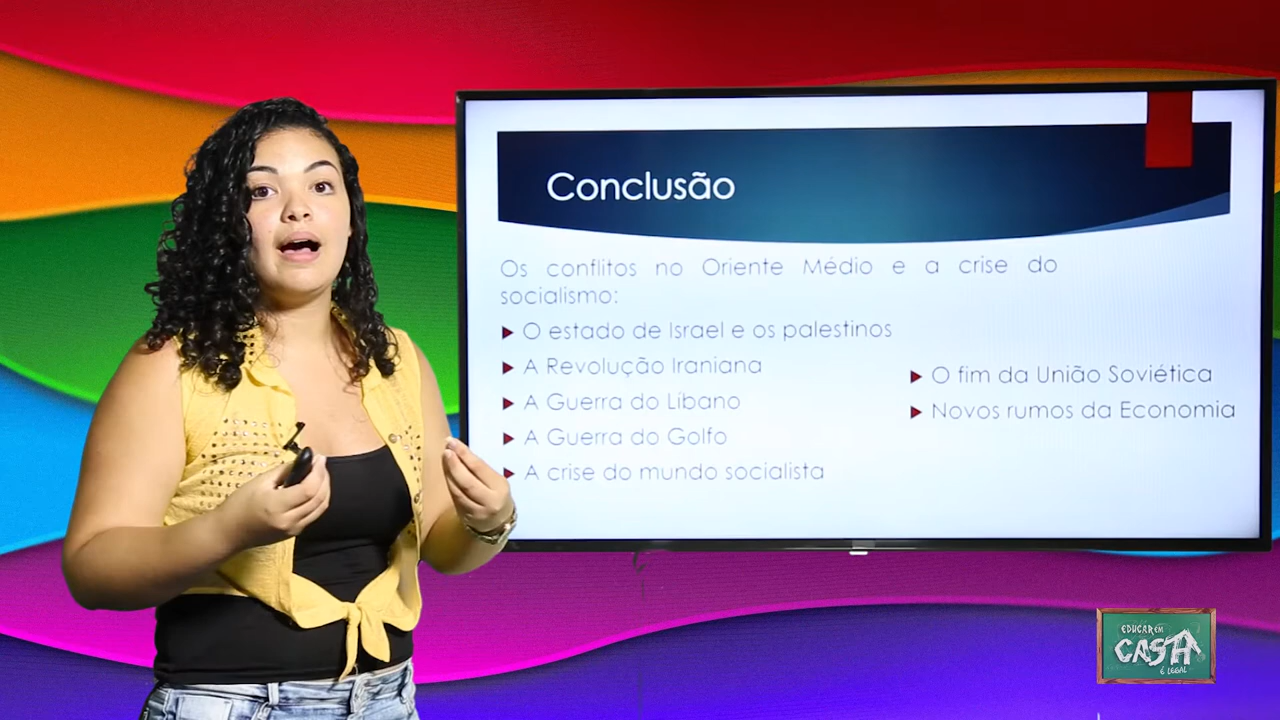 Conclusão
Os conflitos no Oriente Médio e a crise do
socialismo:
O estado de Israel e os palestinos
A Revolução Iraniana
A Guerra do Líbano
A Guerra do Golfo
A crise do mundo socialista
O fim da União Soviética
Novos rumos da Economia
EDUCAR EM
CASA
É LEGAL